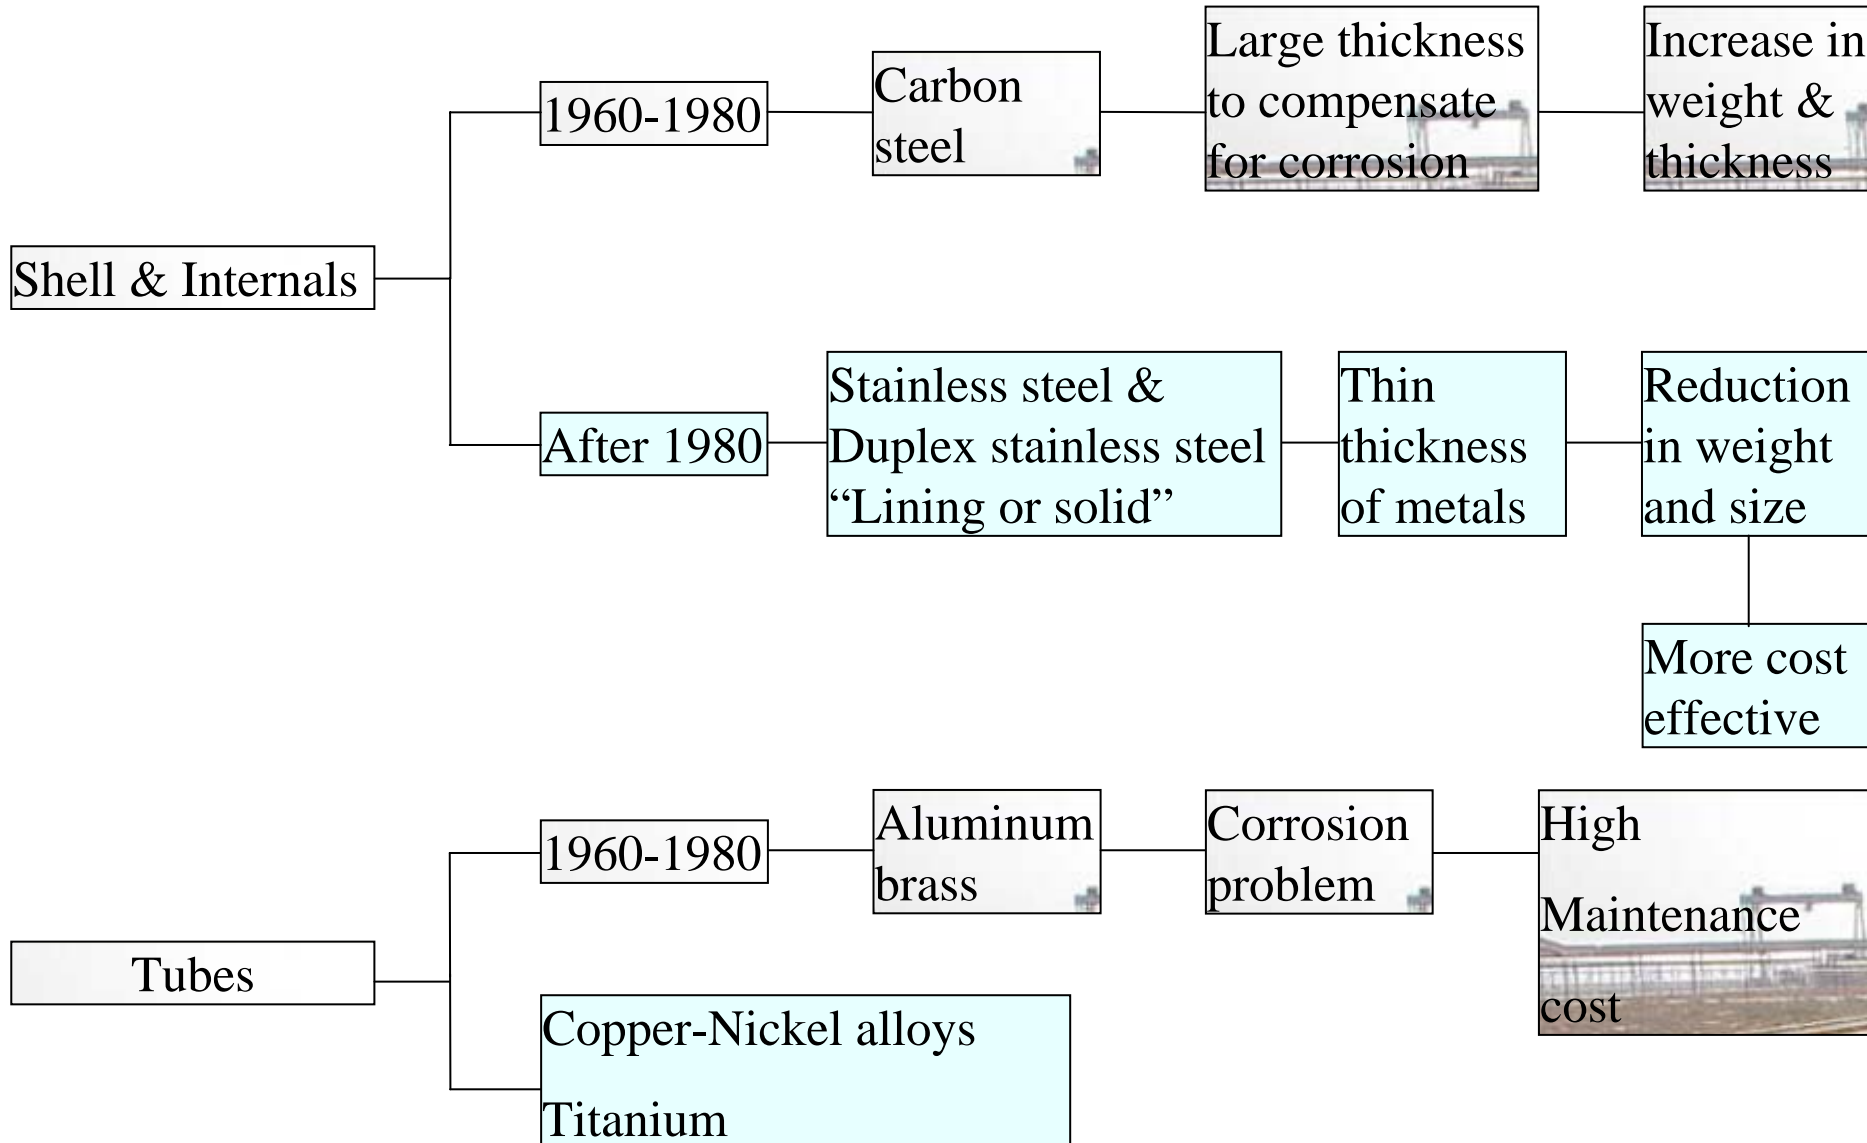 Shell & Internals
1960-1980
Carbon
steel
Large thickness
to compensate
for corrosion
Increase in
weight &
thickness
After 1980
Stainless steel &
Duplex stainless steel
“Lining or solid”
Thin
thickness
of metals
Reduction
in weight
and size
More cost
effective
Tubes
1960-1980
Aluminum
brass
Corrosion
problem
High
Maintenance
cost
Copper-Nickel alloys
Titanium